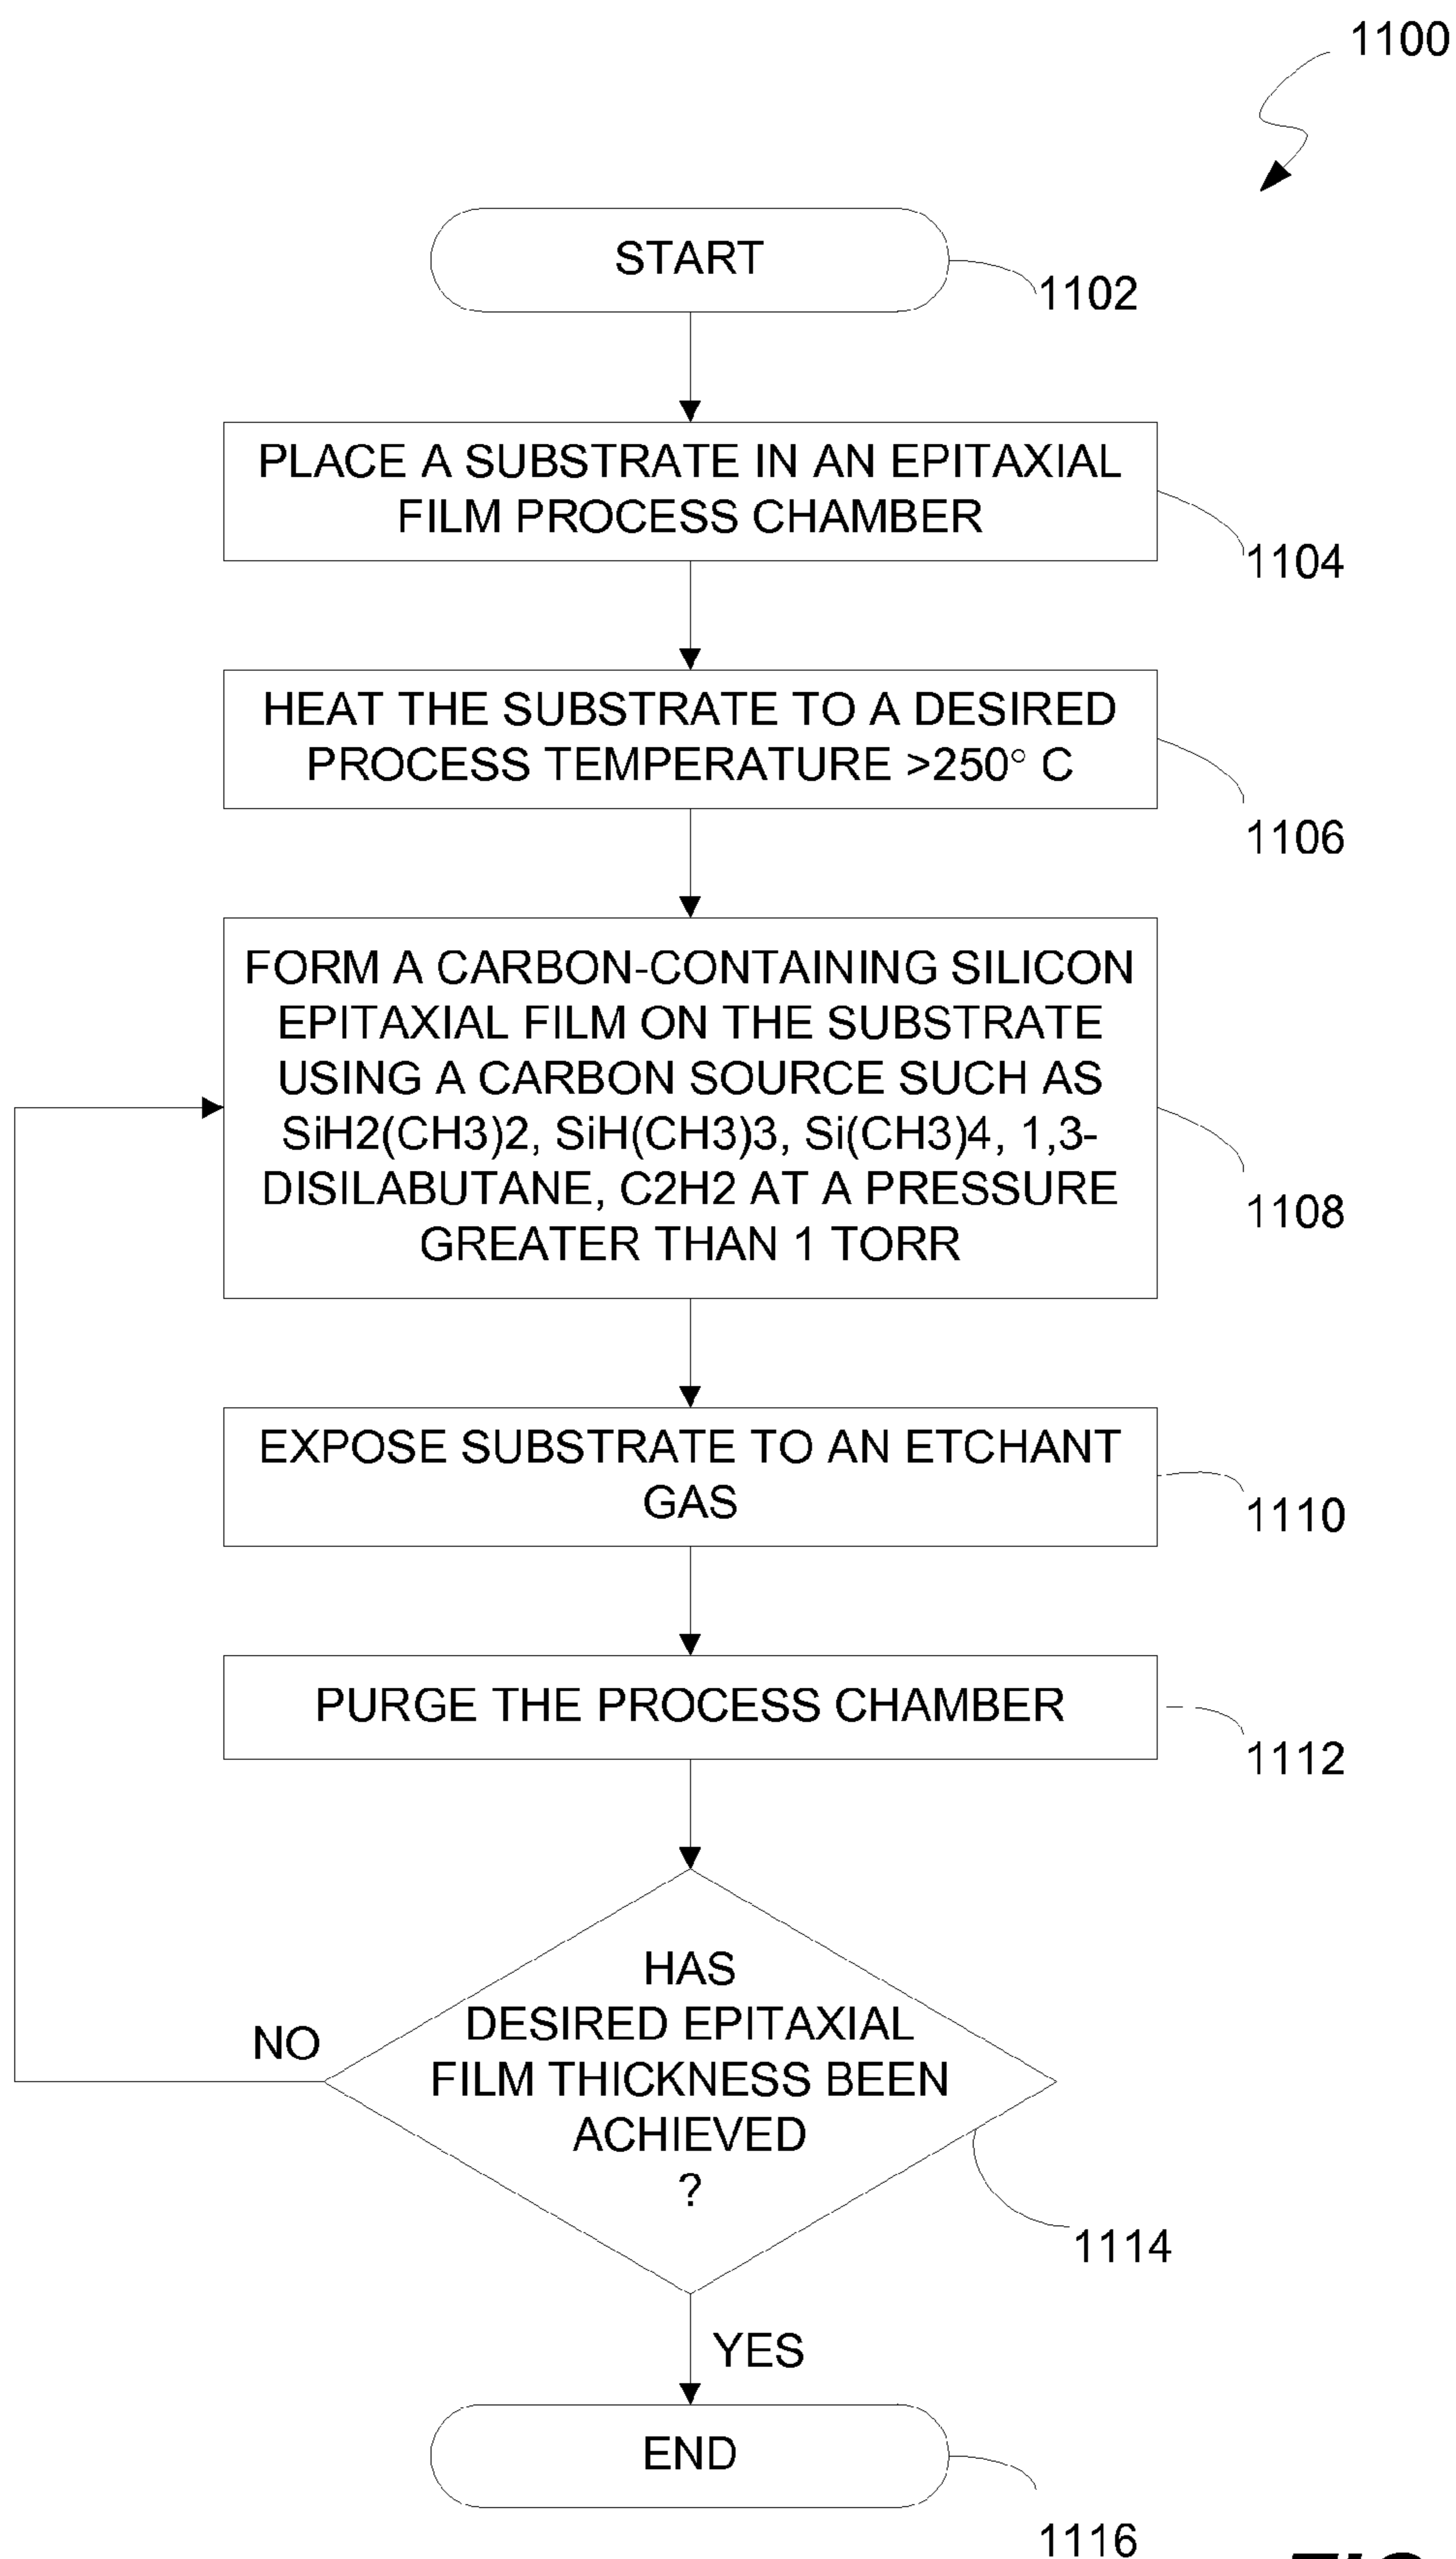 1100
START
1102
PLACE A SUBSTRATE IN AN EPITAXIAL
FILM PROCESS CHAMBER
1104
HEAT THE SUBSTRATE TO A DESIRED
PROCESS TEMPERATURE >250° C
1106
FORM A CARBON-CONTAINING SILICON
EPITAXIAL FILM ON THE SUBSTRATE
USING A CARBON SOURCE SUCH AS
SiH2(CH3)2, SiH(CH3)3, Si(CH3)4, 1,3-
DISILABUTANE, C2H2 AT A PRESSURE
GREATER THAN 1 TORR
1108
EXPOSE SUBSTRATE TO AN ETCHANT
GAS
1110
PURGE THE PROCESS CHAMBER
1112
HAS
DESIRED EPITAXIAL
FILM THICKNESS BEEN
ACHIEVED
?
NO
1114
YES
END
1116